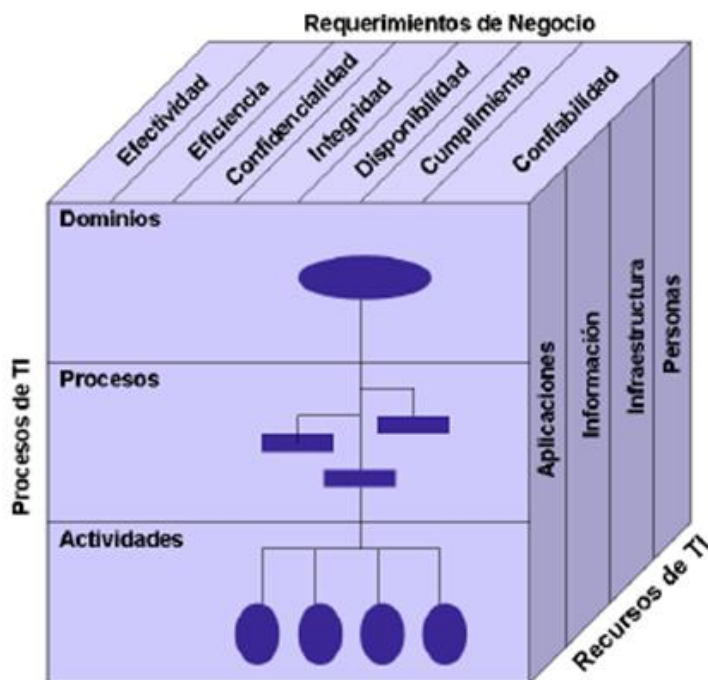 Requerimientos de Negocio
Efectividad
Eficiencia
Confidencialidad
Integridad
Disponibilidad
Cumplimiento
Confiabilidad
Procesos de TI
Dominios
Procesos
Actividades
Aplicaciones
Información
Infraestructura
Personas
Recursos de TI